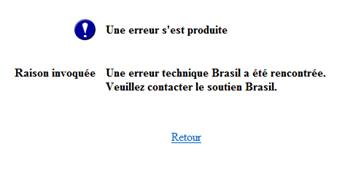 Une erreur s'est produite
Raison invoquée Une erreur technique Brasil a été rencontrée.
Veuillez contacter le soutien Brasil.
Retour